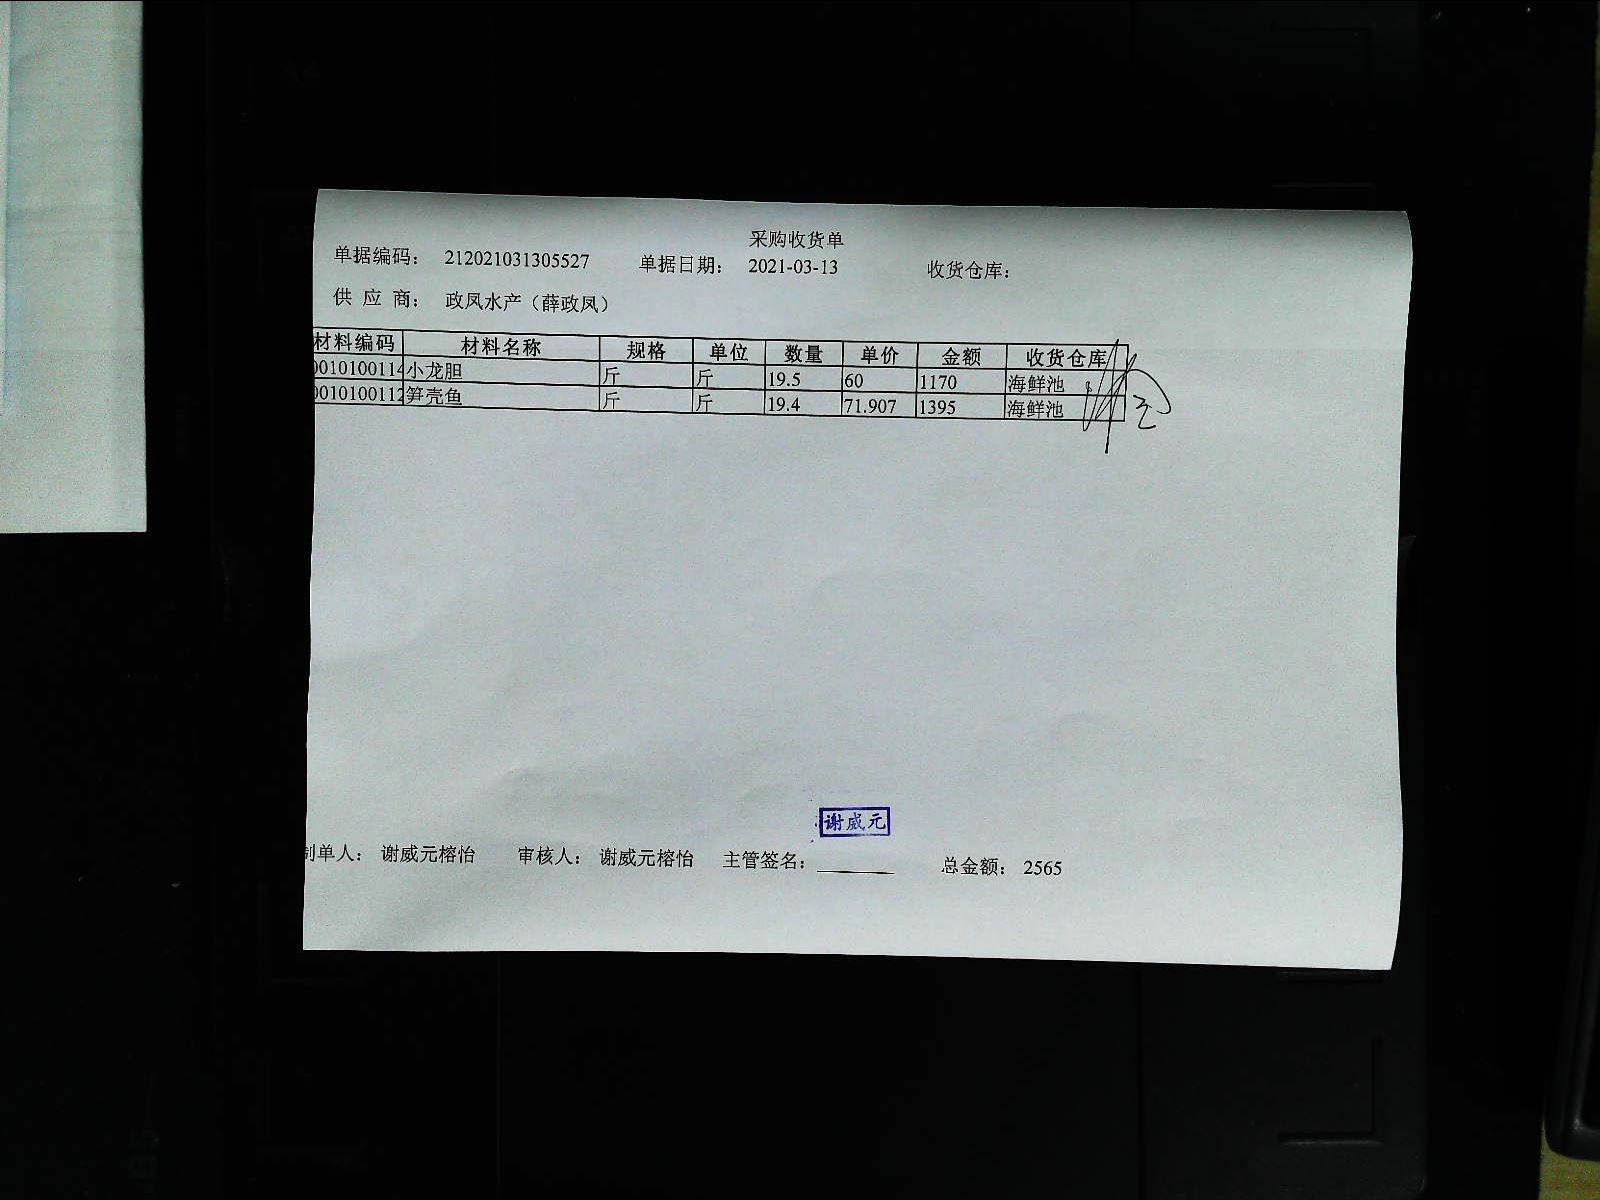 采购收货单
单据编码： 212021031305527 单据日期： 2021-03-13 收货仓库：
供 应 商： 政凤水产（薛政凤）
材料编码 材料名称 规格 单位 数量 单价 金额 收货仓库
0010100114 小龙胆 斤 斤 19.5 60 1170 海鲜池
0010100112 笋壳鱼 斤 斤 19.4 71.907 1395 海鲜池
谢威元
制单人： 谢威元榕怡 审核人： 谢威元榕怡 主管签名： 总金额： 2565